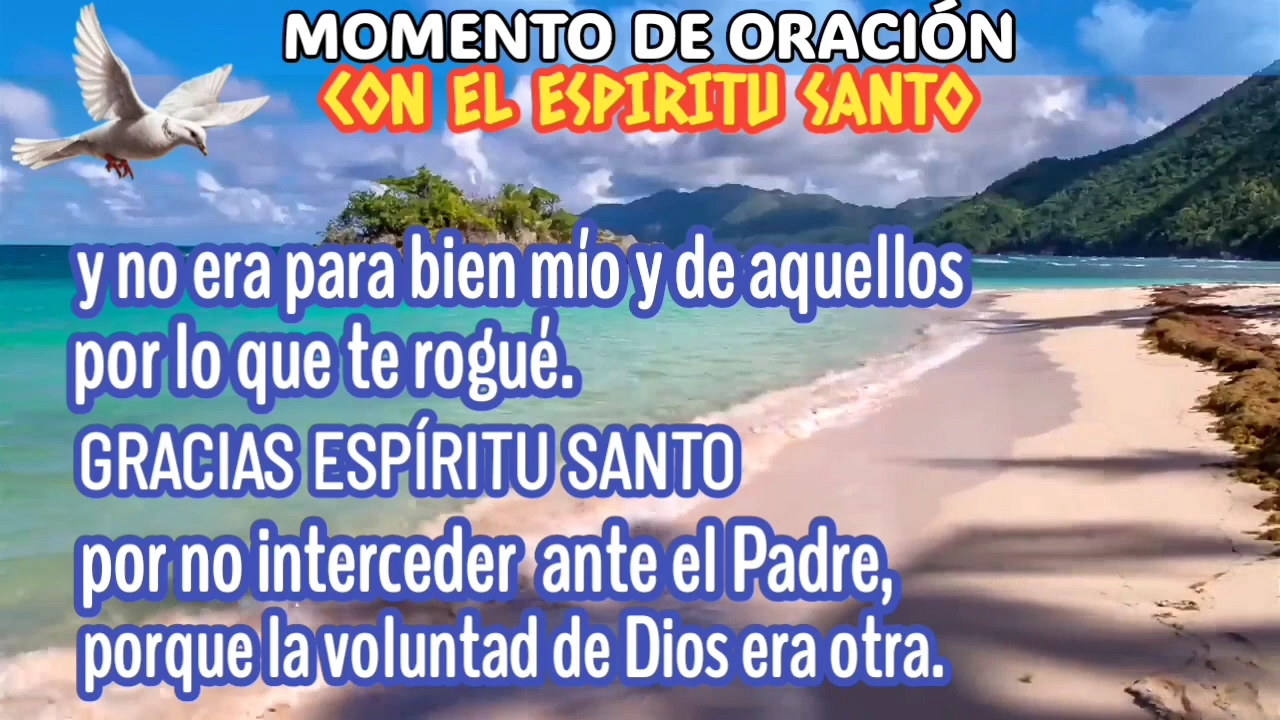 MOMENTO DE ORACIÓN
CON EL ESPIRITU SANTO
y no era para bien mío y de aquellos
por lo que te rogué.
GRACIAS ESPÍRITU SANTO
por no interceder ante el Padre,
porque la voluntad de Dios era otra.